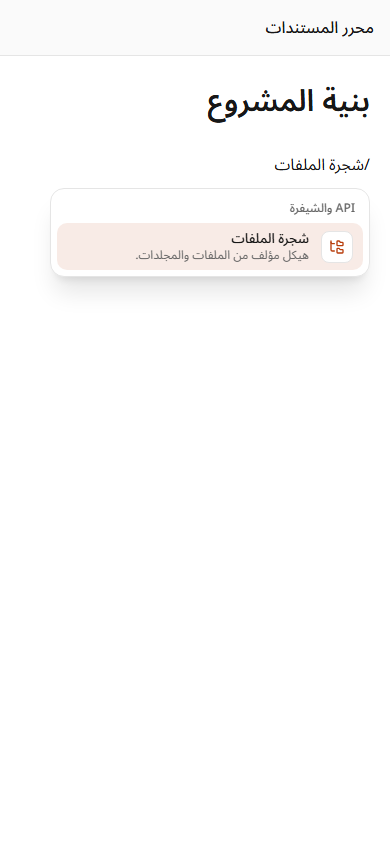 محرر المستندات
بنية المشروع
/شجرة الملفات
API والشيفرة
شجرة الملفات
هيكل مؤلف من الملفات والمجلدات.